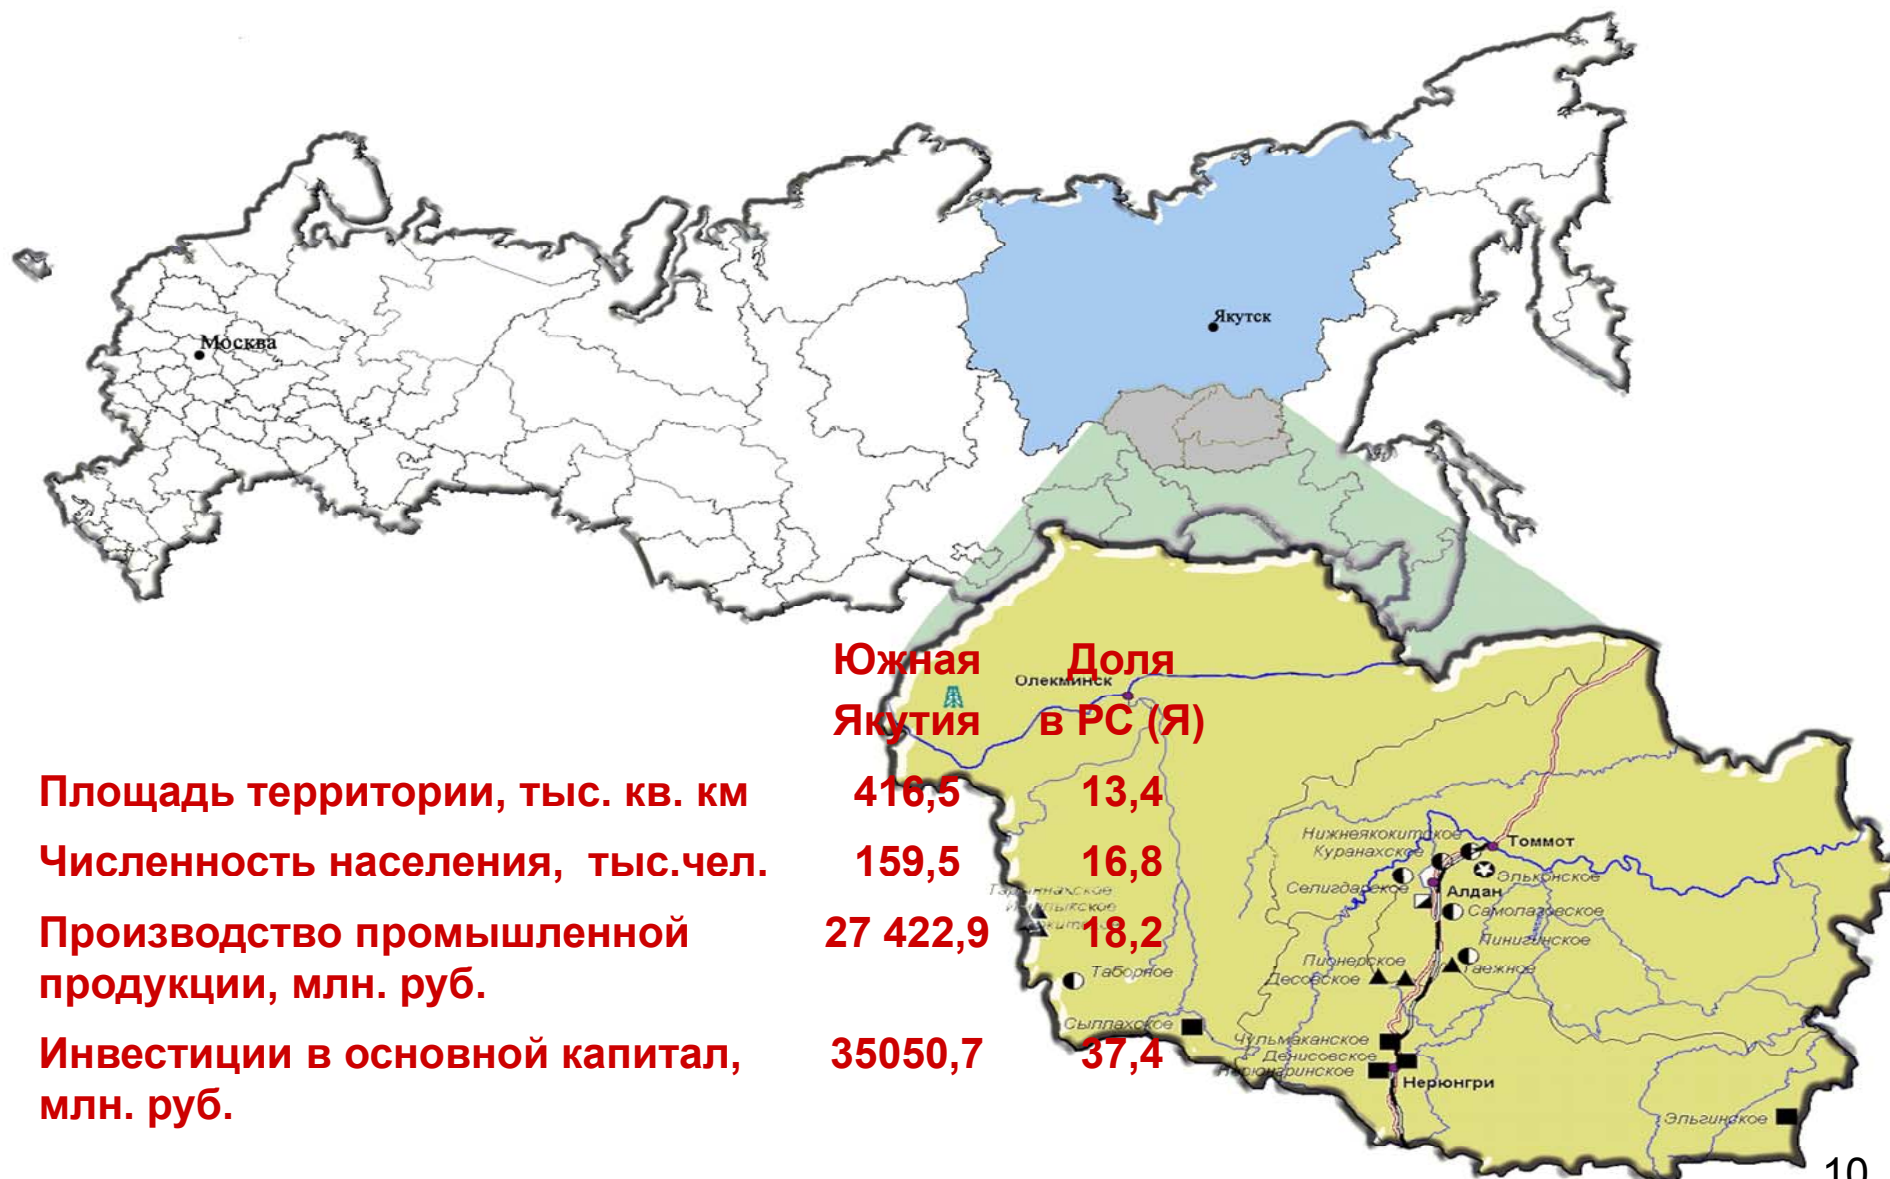 Якутск
Москва
Южная Якутия
Доля в РС (Я)
Площадь территории, тыс. кв. км 416,5 13,4
Численность населения, тыс.чел. 159,5 16,8
Производство промышленной
продукции, млн. руб. 27 422,9 18,2
Инвестиции в основной капитал,
млн. руб. 35050,7 37,4
Олекминск
Нижнеякокитское
Куранахское
Томмот
Эльконское
Селигдарское
Алдан
Самолазовское
Пинигинское
Пионерское
Таежное
Десовское
Таборное
Сыллахское
Чульмаканское
Денисовское
Нерюнгринское
Нерюнгри
Эльгинское
10